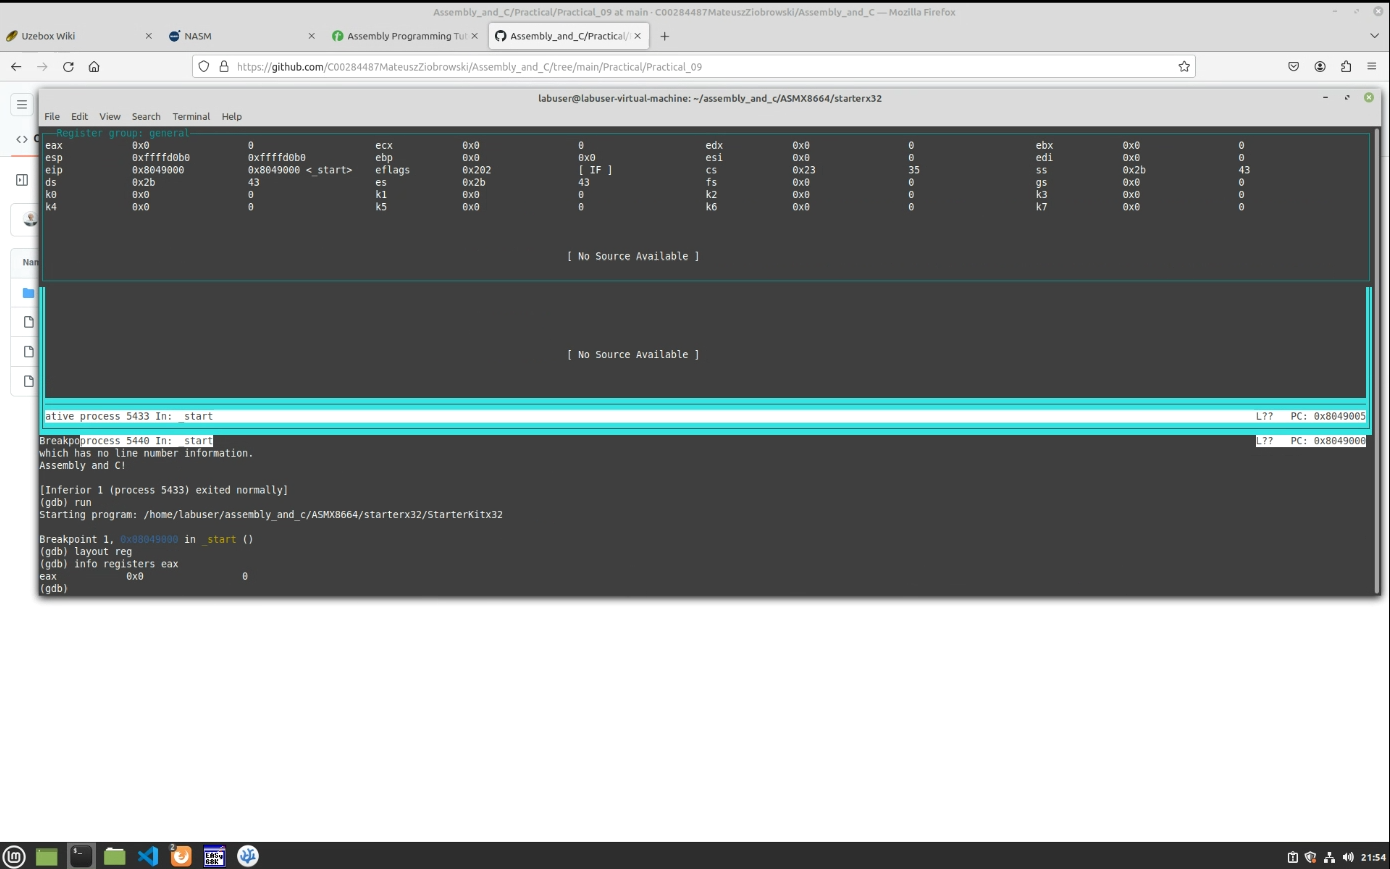 Assembly_and_C/Practical/Practical_09 at main · C00284487MateuszZiobrowski/Assembly_and_C — Mozilla Firefox
Uzebox Wiki
NASM
Assembly Programming Tut
Assembly_and_C/Practical/
https://github.com/C00284487MateuszZiobrowski/Assembly_and_C/tree/main/Practical/Practical_09
labuser@labuser-virtual-machine: ~/assembly_and_c/ASMX8664/starterx32
File Edit View Search Terminal Help
<> C
Nam
Register group: general
eax 0x0 0 ecx 0x0 0 edx 0x0 0 ebx 0x0 0
esp 0xffffd0b0 0xffffd0b0 ebp 0x0 0x0 esi 0x0 0 edi 0x0 0
eip 0x8049000 0x8049000 <_start> eflags 0x202 [ IF ] cs 0x23 35 ss 0x2b 43
ds 0x2b 43 es 0x2b 43 fs 0x0 0 gs 0x0 0
k0 0x0 0 k1 0x0 0 k2 0x0 0 k3 0x0 0
k4 0x0 0 k5 0x0 0 k6 0x0 0 k7 0x0 0
[ No Source Available ]
[ No Source Available ]
ative process 5433 In: _start L?? PC: 0x8049005
Breakpoprocess 5440 In: _start L?? PC: 0x8049000
which has no line number information.
Assembly and C!
[Inferior 1 (process 5433) exited normally]
(gdb) run
Starting program: /home/labuser/assembly_and_c/ASMX8664/starterx32/StarterKitx32
Breakpoint 1, 0x08049000 in _start ()
(gdb) layout reg
(gdb) info registers eax
eax 0x0 0
(gdb)
2
EASy
68K
21:54